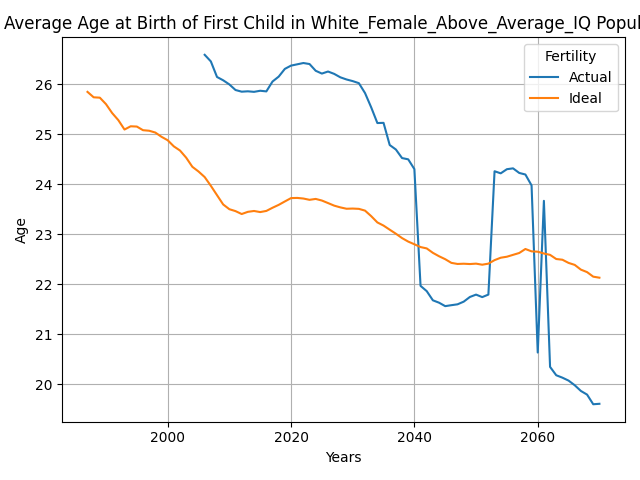 Average Age at Birth of First Child in White_Female_Above_Average_IQ Popul
Fertility
Actual
Ideal
26
25
24
23
22
21
20
Age
2000
2020
2040
2060
Years